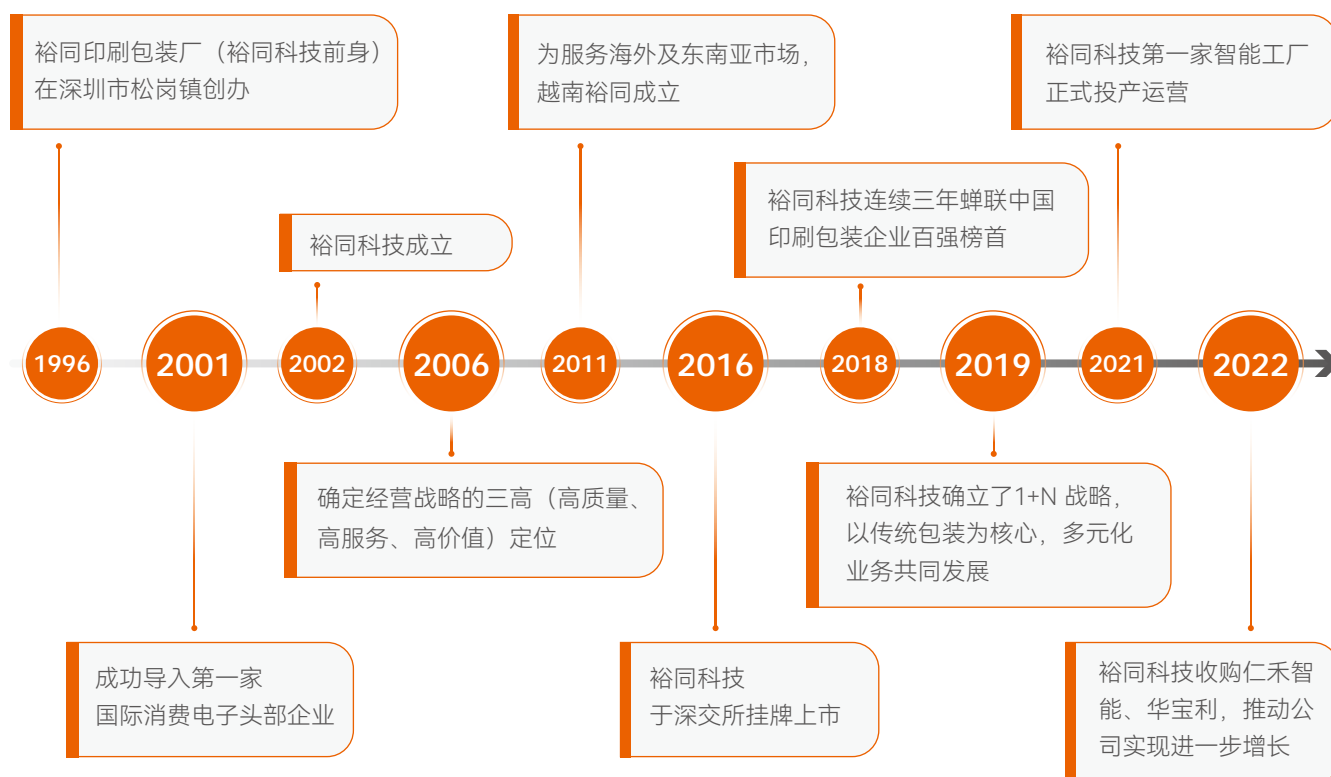 裕同印刷包装厂（裕同科技前身）
在深圳市松岗镇创办
为服务海外及东南亚市场，
越南裕同成立
裕同科技第一家智能工厂
正式投产运营
裕同科技成立
裕同科技连续三年蝉联中国
印刷包装企业百强榜首
1996
2001
2002
2006
2011
2016
2018
2019
2021
2022
确定经营战略的三高（高质量、
高服务、高价值）定位
裕同科技确立了1+N 战略，
以传统包装为核心，多元化
业务共同发展
成功导入第一家
国际消费电子头部企业
裕同科技
于深交所挂牌上市
裕同科技收购仁禾智
能、华宝利，推动公
司实现进一步增长